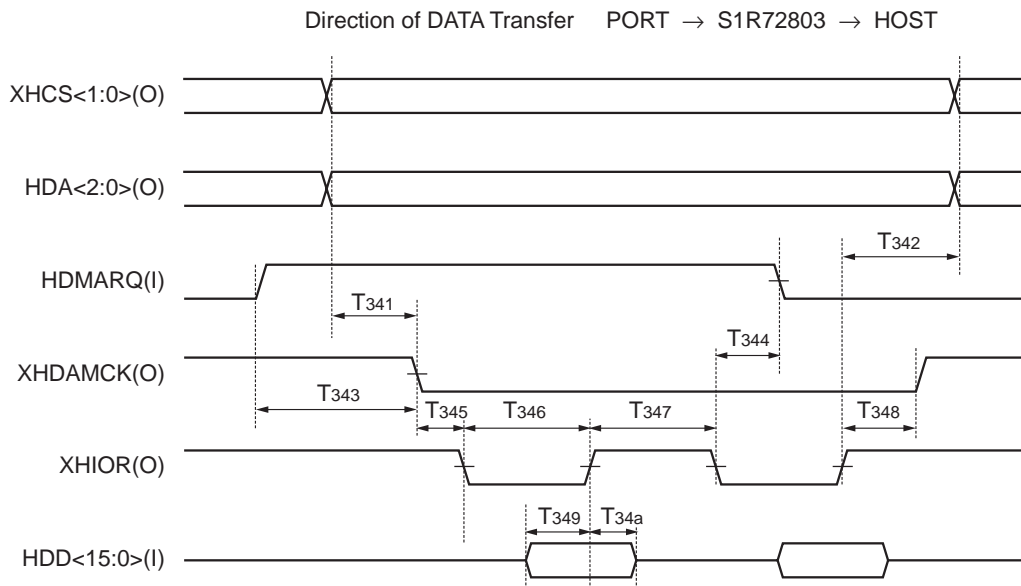 Direction of DATA Transfer PORT → S1R72803 → HOST
XHCS<1:0>(O)
HDA<2:0>(O)
T342
HDMARQ(I)
T341
T344
XHDAMCK(O)
T343
T345 T346 T347 T348
XHIOR(O)
T349 T34a
HDD<15:0>(I)